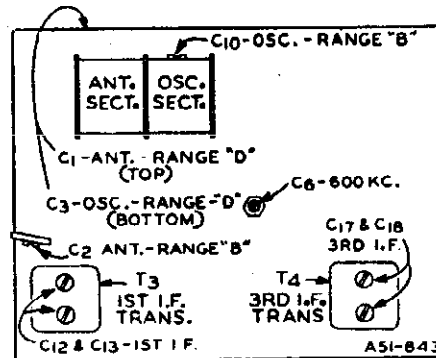 C10-OSC.-RANGE "B"
ANT. SECT.
OSC. SECT.
C1-ANT.-RANGE "D"
(TOP)
C3-OSC.-RANGE-"D"
(BOTTOM)
C6-600 KC.
C2 ANT.-RANGE "B"
C17 & C18
3RD I.F.
T3
1ST I.F.
TRANS.
T4
3RD I.F.
TRANS
C12 & C13-1ST I.F.
A51-843